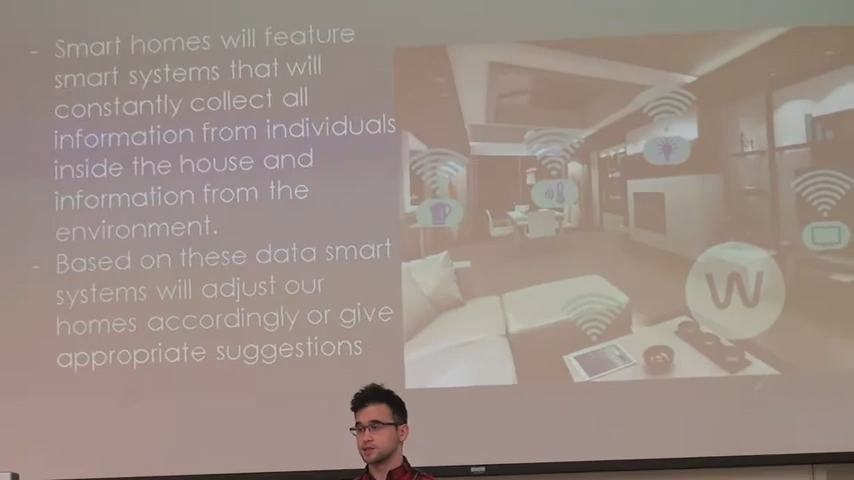 - Smart homes will feature
smart systems that will
constantly collect all
information from individuals
inside the house and
information from the
environment.
- Based on these data smart
systems will adjust our
homes accordingly or give
appropriate suggestions
W